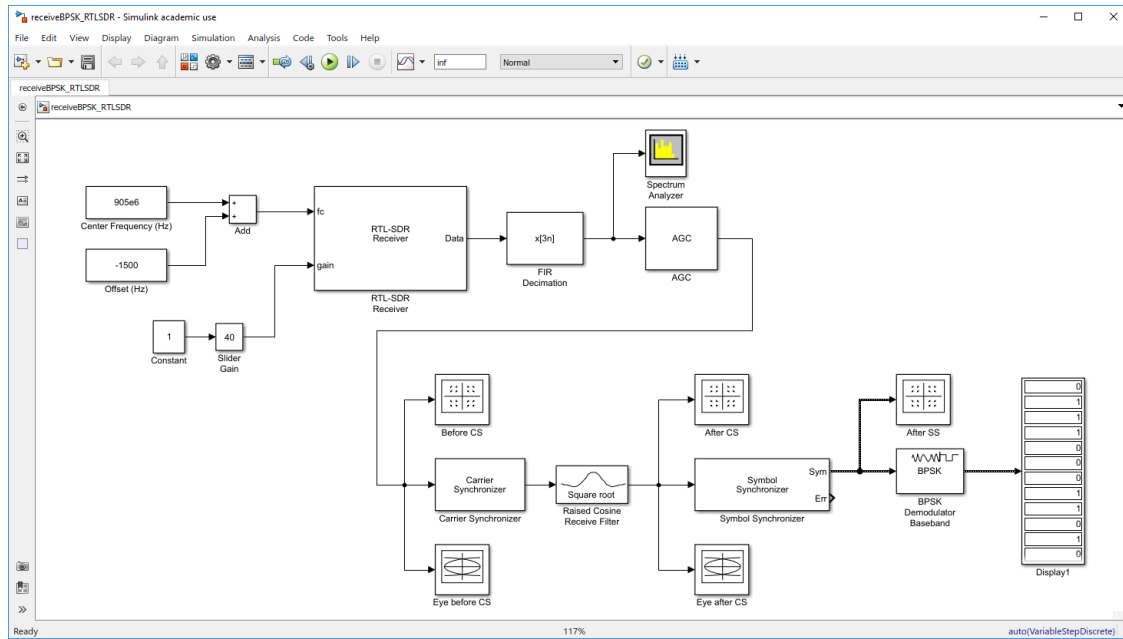 receiveBPSK_RTLSDR - Simulink academic use
File Edit View Display Diagram Simulation Analysis Code Tools Help
inf
Normal
receiveBPSK_RTLSDR
receiveBPSK_RTLSDR
Spectrum
Analyzer
905e6
Center Frequency (Hz)
+
+
Add
-1500
Offset (Hz)
1
Constant
40
Slider
Gain
fc
gain
RTL-SDR
Receiver
Data
RTL-SDR
Receiver
x[3n]
FIR
Decimation
AGC
AGC
Before CS
After CS
After SS
Carrier
Synchronizer
Carrier Synchronizer
Square root
Raised Cosine
Receive Filter
Symbol
Synchronizer
Sym
Err
Symbol Synchronizer
BPSK
BPSK
Demodulator
Baseband
Eye before CS
Eye after CS
0
1
1
1
0
0
0
1
1
0
1
0
Display1
Ready
117%
auto(VariableStepDiscrete)